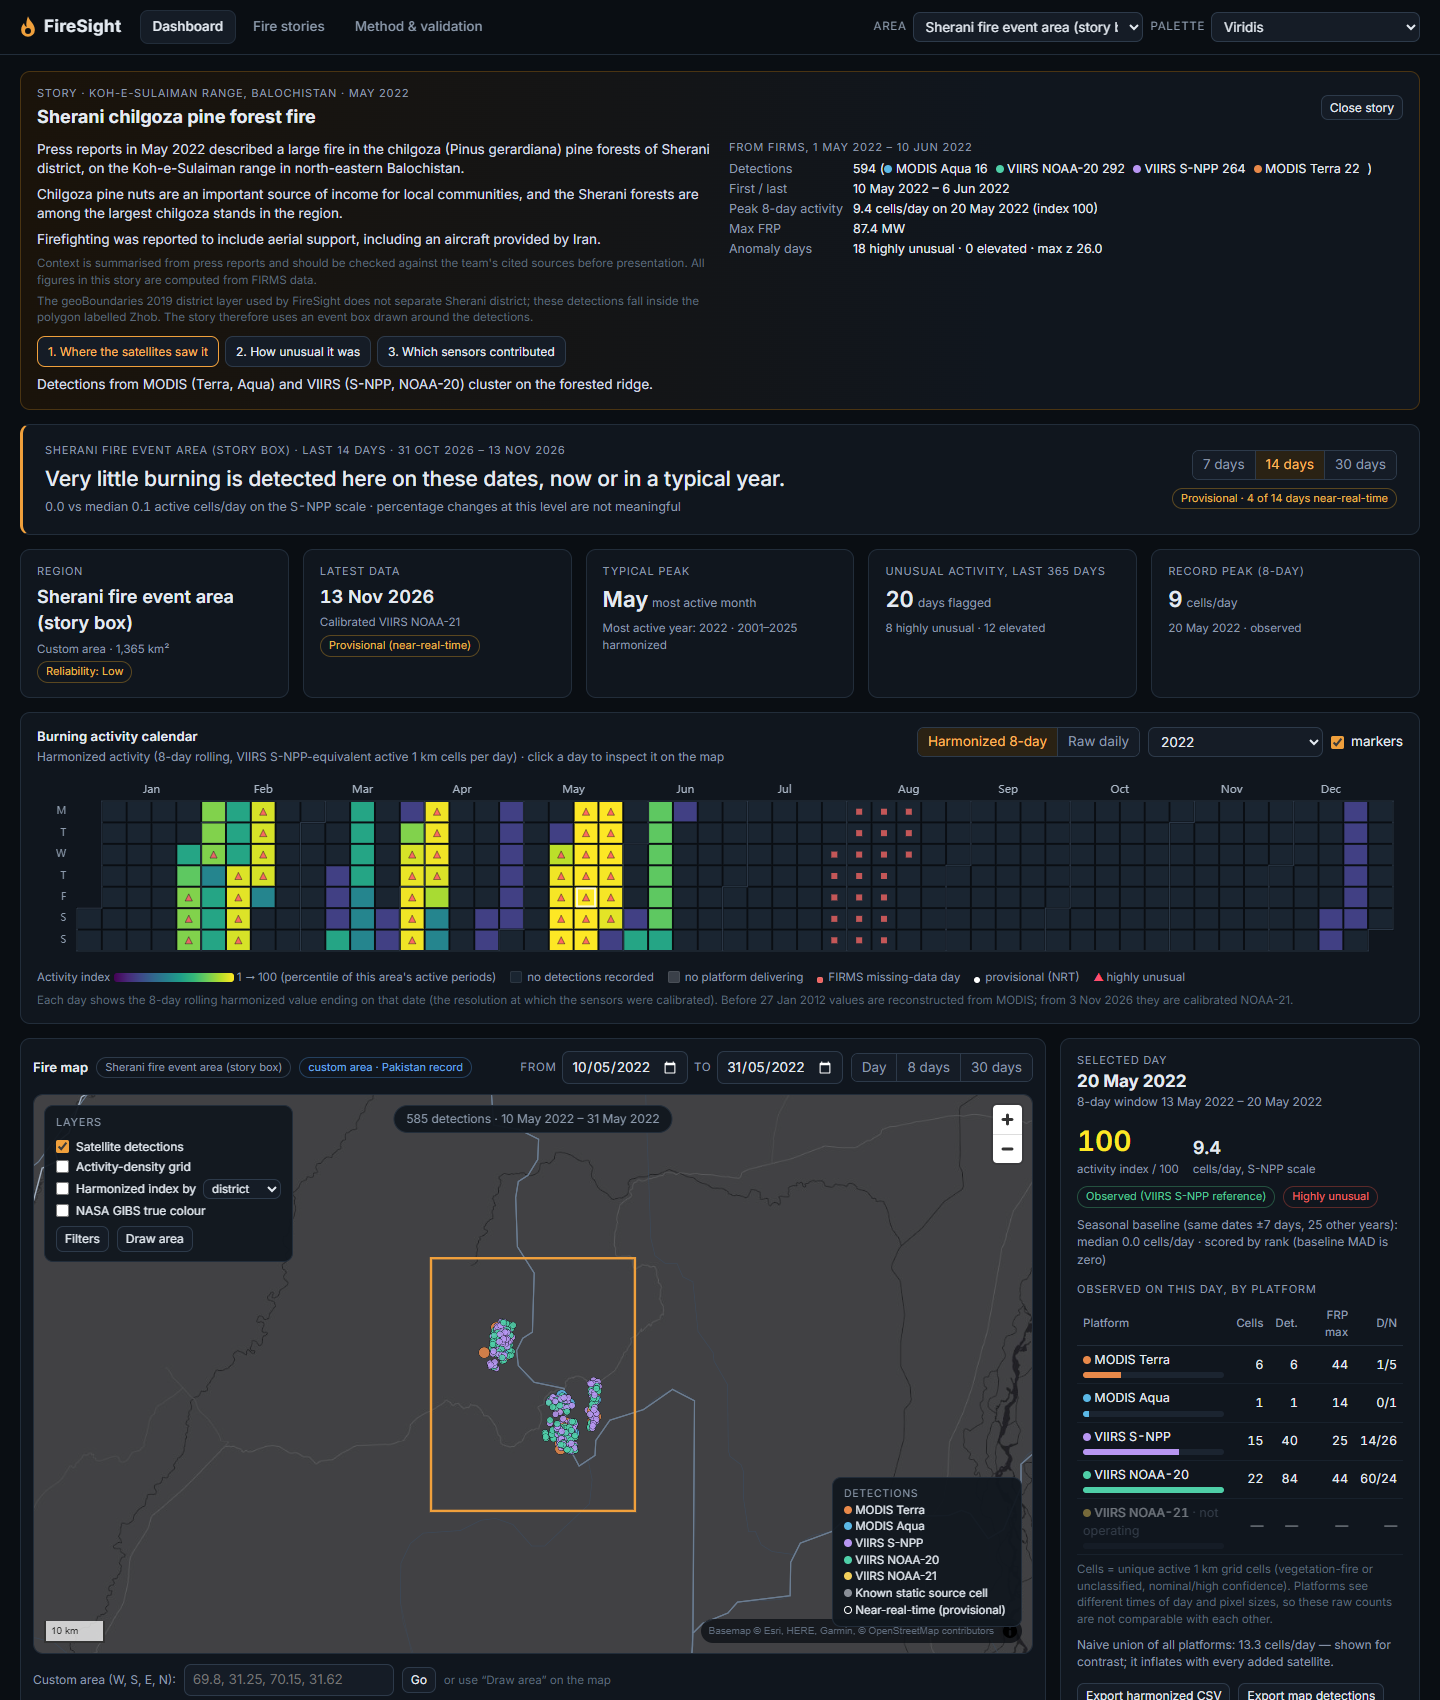 FireSight
Dashboard
Fire stories
Method & validation
AREA
Sherani fire event area (story b
PALETTE
Viridis
STORY · KOH-E-SULAIMAN RANGE, BALOCHISTAN · MAY 2022
Sherani chilgoza pine forest fire
Close story
Press reports in May 2022 described a large fire in the chilgoza (Pinus gerardiana) pine forests of Sherani
district, on the Koh-e-Sulaiman range in north-eastern Balochistan.
Chilgoza pine nuts are an important source of income for local communities, and the Sherani forests are
among the largest chilgoza stands in the region.
Firefighting was reported to include aerial support, including an aircraft provided by Iran.
Context is summarised from press reports and should be checked against the team's cited sources before presentation. All
figures in this story are computed from FIRMS data.
The geoBoundaries 2019 district layer used by FireSight does not separate Sherani district; these detections fall inside the
polygon labelled Zhob. The story therefore uses an event box drawn around the detections.
FROM FIRMS, 1 MAY 2022 – 10 JUN 2022
Detections 594 ( MODIS Aqua 16 VIIRS NOAA-20 292 VIIRS S-NPP 264 MODIS Terra 22 )
First / last 10 May 2022 – 6 Jun 2022
Peak 8-day activity 9.4 cells/day on 20 May 2022 (index 100)
Max FRP 87.4 MW
Anomaly days 18 highly unusual · 0 elevated · max z 26.0
1. Where the satellites saw it
2. How unusual it was
3. Which sensors contributed
Detections from MODIS (Terra, Aqua) and VIIRS (S-NPP, NOAA-20) cluster on the forested ridge.
SHERANI FIRE EVENT AREA (STORY BOX) · LAST 14 DAYS · 31 OCT 2026 – 13 NOV 2026
Very little burning is detected here on these dates, now or in a typical year.
0.0 vs median 0.1 active cells/day on the S-NPP scale · percentage changes at this level are not meaningful
7 days
14 days
30 days
Provisional · 4 of 14 days near-real-time
REGION
Sherani fire event area
(story box)
Custom area · 1,365 km²
Reliability: Low
LATEST DATA
13 Nov 2026
Calibrated VIIRS NOAA-21
Provisional (near-real-time)
TYPICAL PEAK
May most active month
Most active year: 2022 · 2001–2025
harmonized
UNUSUAL ACTIVITY, LAST 365 DAYS
20 days flagged
8 highly unusual · 12 elevated
RECORD PEAK (8-DAY)
9 cells/day
20 May 2022 · observed
Burning activity calendar
Harmonized activity (8-day rolling, VIIRS S-NPP-equivalent active 1 km cells per day) · click a day to inspect it on the map
Harmonized 8-day
Raw daily
2022
markers
Jan Feb Mar Apr May Jun Jul Aug Sep Oct Nov Dec
M
T
W
T
F
S
S
Activity index 1 → 100 (percentile of this area's active periods) no detections recorded no platform delivering FIRMS missing-data day provisional (NRT) highly unusual
Each day shows the 8-day rolling harmonized value ending on that date (the resolution at which the sensors were calibrated). Before 27 Jan 2012 values are reconstructed from MODIS; from 3 Nov 2026 they are calibrated NOAA-21.
Fire map
Sherani fire event area (story box)
custom area · Pakistan record
FROM 10/05/2022 TO 31/05/2022
Day
8 days
30 days
585 detections · 10 May 2022 – 31 May 2022
LAYERS
Satellite detections
Activity-density grid
Harmonized index by district
NASA GIBS true colour
Filters
Draw area
+
−
DETECTIONS
MODIS Terra
MODIS Aqua
VIIRS S-NPP
VIIRS NOAA-20
VIIRS NOAA-21
Known static source cell
Near-real-time (provisional)
10 km
Basemap © Esri, HERE, Garmin, © OpenStreetMap contributors
Custom area (W, S, E, N): 69.8, 31.25, 70.15, 31.62 Go or use “Draw area” on the map
SELECTED DAY
20 May 2022
8-day window 13 May 2022 – 20 May 2022
100
activity index / 100
9.4
cells/day, S-NPP scale
Observed (VIIRS S-NPP reference)
Highly unusual
Seasonal baseline (same dates ±7 days, 25 other years):
median 0.0 cells/day · scored by rank (baseline MAD is
zero)
OBSERVED ON THIS DAY, BY PLATFORM
Platform Cells Det. FRP max D/N
MODIS Terra 6 6 44 1/5
MODIS Aqua 1 1 14 0/1
VIIRS S-NPP 15 40 25 14/26
VIIRS NOAA-20 22 84 44 60/24
VIIRS NOAA-21 · not operating — — — —
Cells = unique active 1 km grid cells (vegetation-fire or
unclassified, nominal/high confidence). Platforms see
different times of day and pixel sizes, so these raw counts
are not comparable with each other.
Naive union of all platforms: 13.3 cells/day — shown for
contrast; it inflates with every added satellite.
Export harmonized CSV
Export map detections